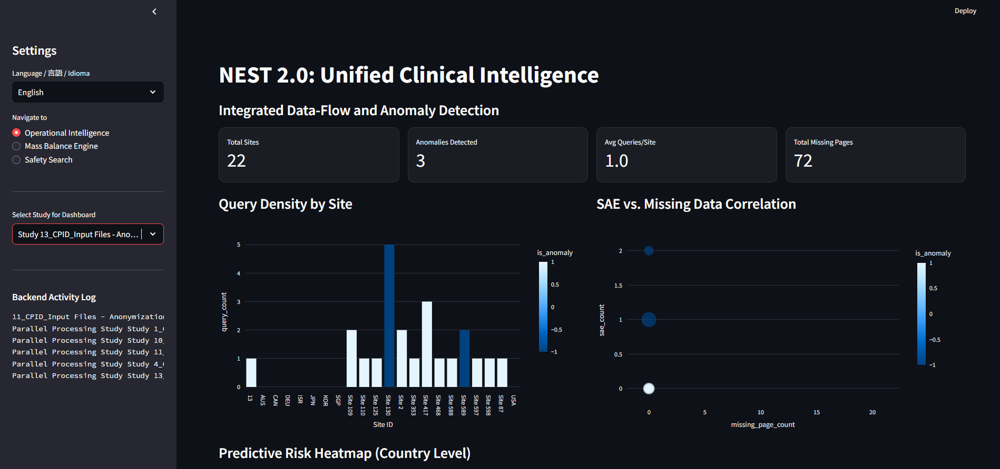 Deploy
Settings
Language / 言語 / Idioma
English
Navigate to
Operational Intelligence
Mass Balance Engine
Safety Search
Select Study for Dashboard
Study 13_CPID_Input Files - Ano...
Backend Activity Log
11_CPID_Input Files - Anonymization
Parallel Processing Study Study 1_
Parallel Processing Study Study 10_
Parallel Processing Study Study 11_
Parallel Processing Study Study 4_
Parallel Processing Study Study 13_
NEST 2.0: Unified Clinical Intelligence
Integrated Data-Flow and Anomaly Detection
Total Sites
22
Anomalies Detected
3
Avg Queries/Site
1.0
Total Missing Pages
72
Query Density by Site
5
4
3
2
1
0
query_count
13
AUS
CAN
DEU
ISR
JPN
KOR
SGP
Site 109
Site 110
Site 125
Site 130
Site 2
Site 353
Site 417
Site 468
Site 588
Site 589
Site 597
Site 598
Site 87
USA
Site ID
is_anomaly
1
0.5
0
−0.5
−1
SAE vs. Missing Data Correlation
2
1.5
1
0.5
0
sae_count
0
5
10
15
20
missing_page_count
is_anomaly
1
0.5
0
−0.5
−1
Predictive Risk Heatmap (Country Level)